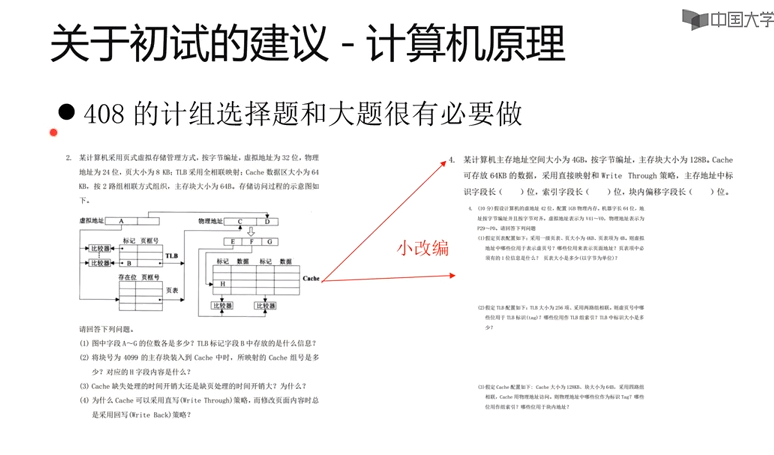 中国大学
关于初试的建议 - 计算机原理
● 408 的计组选择题和大题很有必要做
2. 某计算机采用页式虚拟存储管理方式，按字节编址，虚拟地址为 32 位，物理
地址为 24 位，页大小为 8 KB；TLB 采用全相联映射；Cache 数据区大小为 64
KB，按 2 路组相联方式组织，主存块大小为 64B。存储访问过程的示意图如
下。
虚拟地址 A B
物理地址 C D
E F G
标记 页框号
比较器
比较器 B
TLB
存在位 页框号
页表
标记 数据 标记 数据
H
Cache
比较器 比较器
请回答下列问题。
(1) 图中字段 A～G 的位数各是多少？TLB 标记字段 B 中存放的是什么信息？
(2) 将块号为 4099 的主存块装入到 Cache 中时，所映射的 Cache 组号是多
少？对应的 H 字段内容是什么？
(3) Cache 缺失处理的时间开销大还是缺页处理的时间开销大？为什么？
(4) 为什么 Cache 可以采用直写(Write Through)策略，而修改页面内容时总
是采用回写(Write Back)策略？
小改编
4. 某计算机主存地址空间大小为 4GB，按字节编址，主存块大小为 128B。Cache
可存放 64KB 的数据，采用直接映射和 Write Through 策略，主存地址中标
识字段长（ ）位，索引字段长（ ）位，块内偏移字段长（ ）位。
4. (10 分)假设计算机的虚地址 42 位，配置 1GB 物理内存。机器字长 64 位，地
址按字节编址并且按字节对齐。虚拟地址表示为 V41～V0，物理地址表示为
P29～P0。请回答下列问题
(1)假定页表配置如下：采用一级页表，页大小为 4KB，页表项为 4B。则虚拟
地址中哪些位用于表示虚页号？哪些位用来表示页面地址？页表项中必
须有的 1 位信息是什么？ 页表大小是多少(以字节为单位)？
(2)假定 TLB 配置如下：TLB 大小为 256 项，采用两路组相联。则虚页号中哪
些位用于 TLB 标识(tag)？哪些位用作 TLB 组索引？TLB 中标识大小是多
少？
(3)假定 Cache 配置如下：Cache 大小为 128KB，块大小为 64B，采用四路组
相联，Cache 用物理地址访问。则物理地址中哪些位作为标识 Tag？哪些
位用作组索引？哪些位用于块内地址？